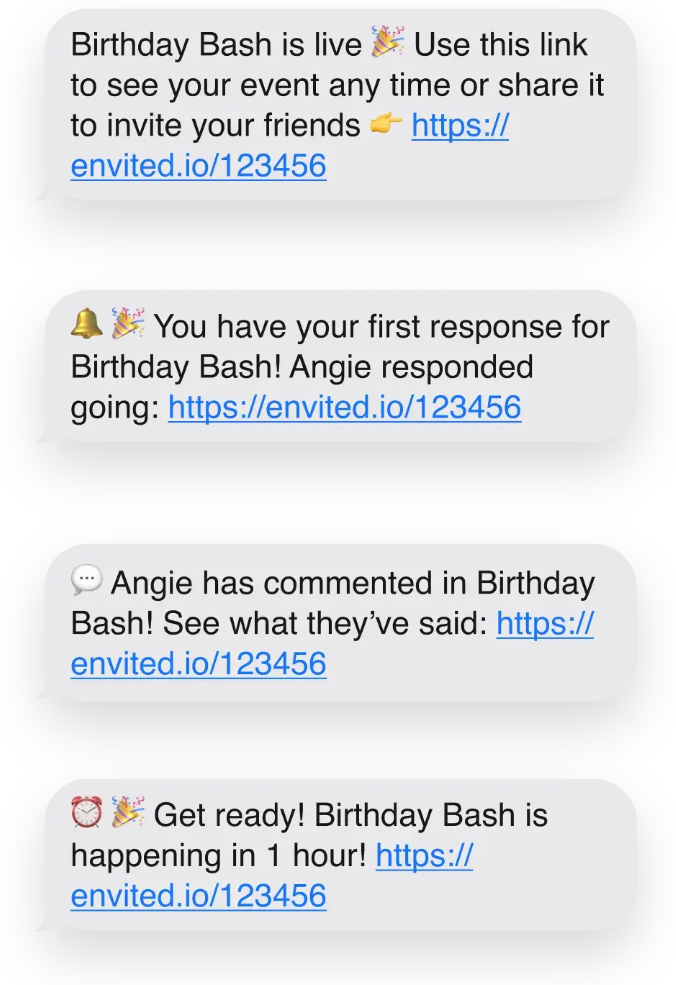 Birthday Bash is live 🎉 Use this link
to see your event any time or share it
to invite your friends 👉 https://
envited.io/123456
🔔 🎉 You have your first response for
Birthday Bash! Angie responded
going: https://envited.io/123456
💬 Angie has commented in Birthday
Bash! See what they’ve said: https://
envited.io/123456
⏰ 🎉 Get ready! Birthday Bash is
happening in 1 hour! https://
envited.io/123456